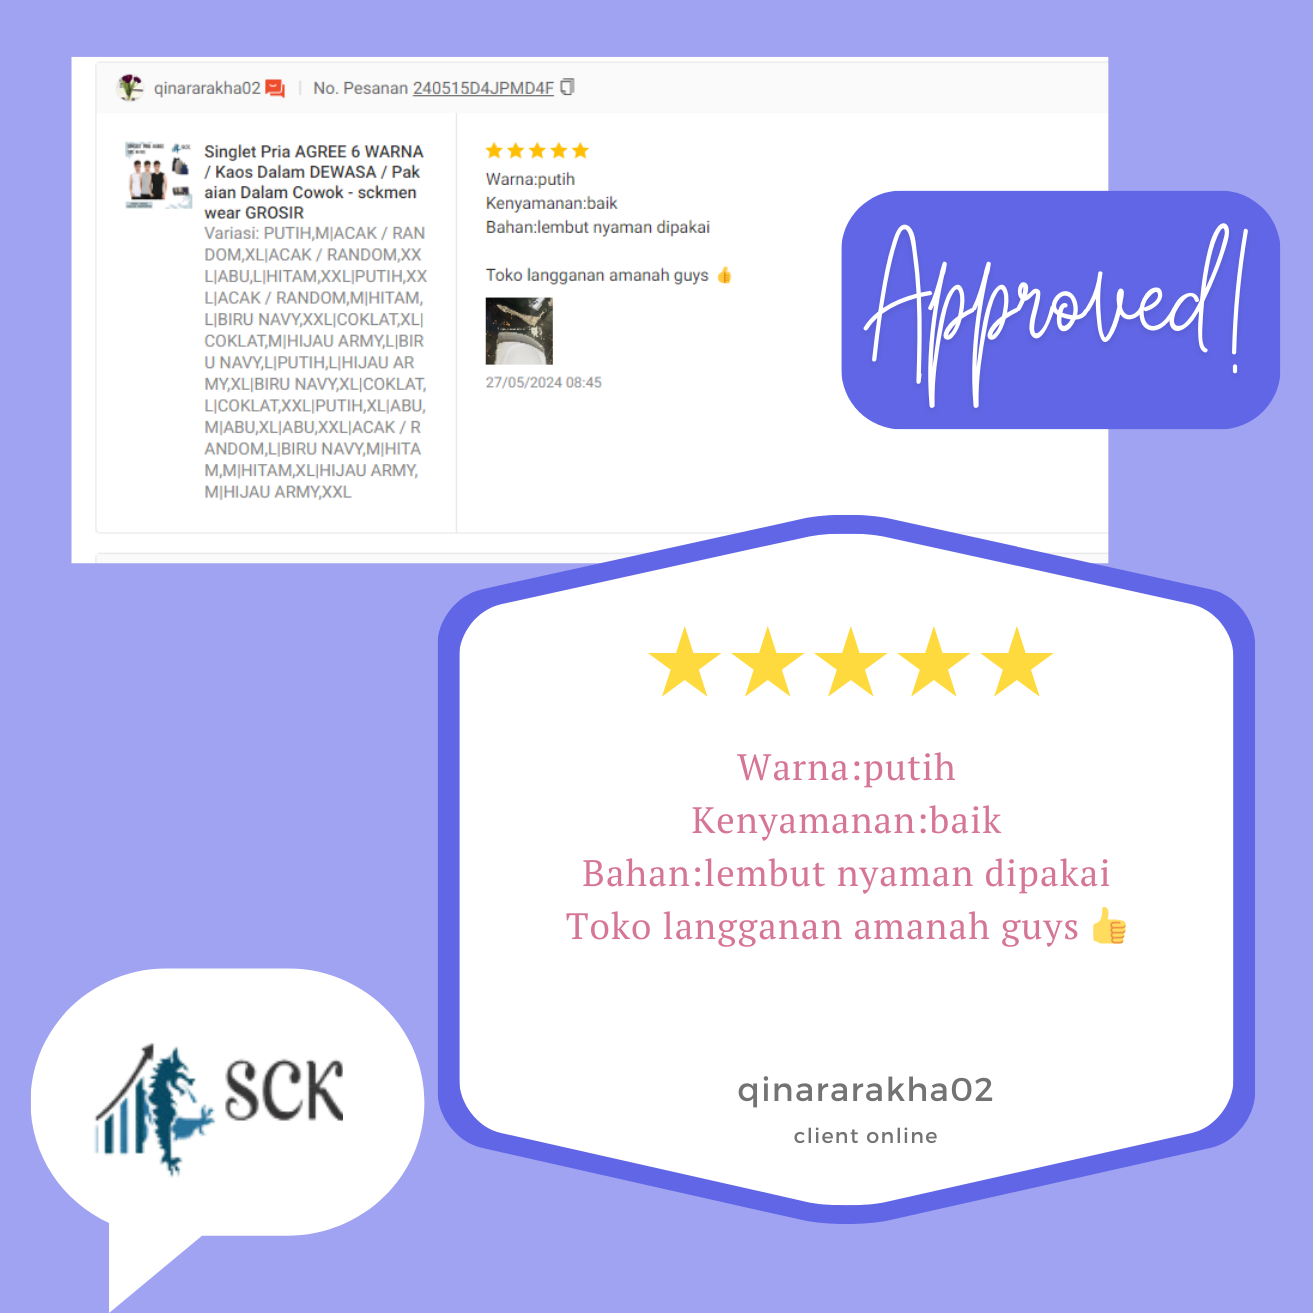 qinararakha02 | No. Pesanan 240515D4JPMD4F
Singlet Pria AGREE 6 WARNA
/ Kaos Dalam DEWASA / Pak
aian Dalam Cowok - sckmen
wear GROSIR
Variasi: PUTIH,M|ACAK / RAN
DOM,XL|ACAK / RANDOM,XX
L|ABU,L|HITAM,XXL|PUTIH,XX
L|ACAK / RANDOM,M|HITAM,
L|BIRU NAVY,XXL|COKLAT,XL|
COKLAT,M|HIJAU ARMY,L|BIR
U NAVY,L|PUTIH,L|HIJAU AR
MY,XL|BIRU NAVY,XL|COKLAT,
L|COKLAT,XXL|PUTIH,XL|ABU,
M|ABU,XL|ABU,XXL|ACAK / R
ANDOM,L|BIRU NAVY,M|HITA
M,M|HITAM,XL|HIJAU ARMY,
M|HIJAU ARMY,XXL
Warna:putih
Kenyamanan:baik
Bahan:lembut nyaman dipakai
Toko langganan amanah guys 👍
27/05/2024 08:45
Approved!
Warna:putih
Kenyamanan:baik
Bahan:lembut nyaman dipakai
Toko langganan amanah guys 👍
qinararakha02
client online
SCK